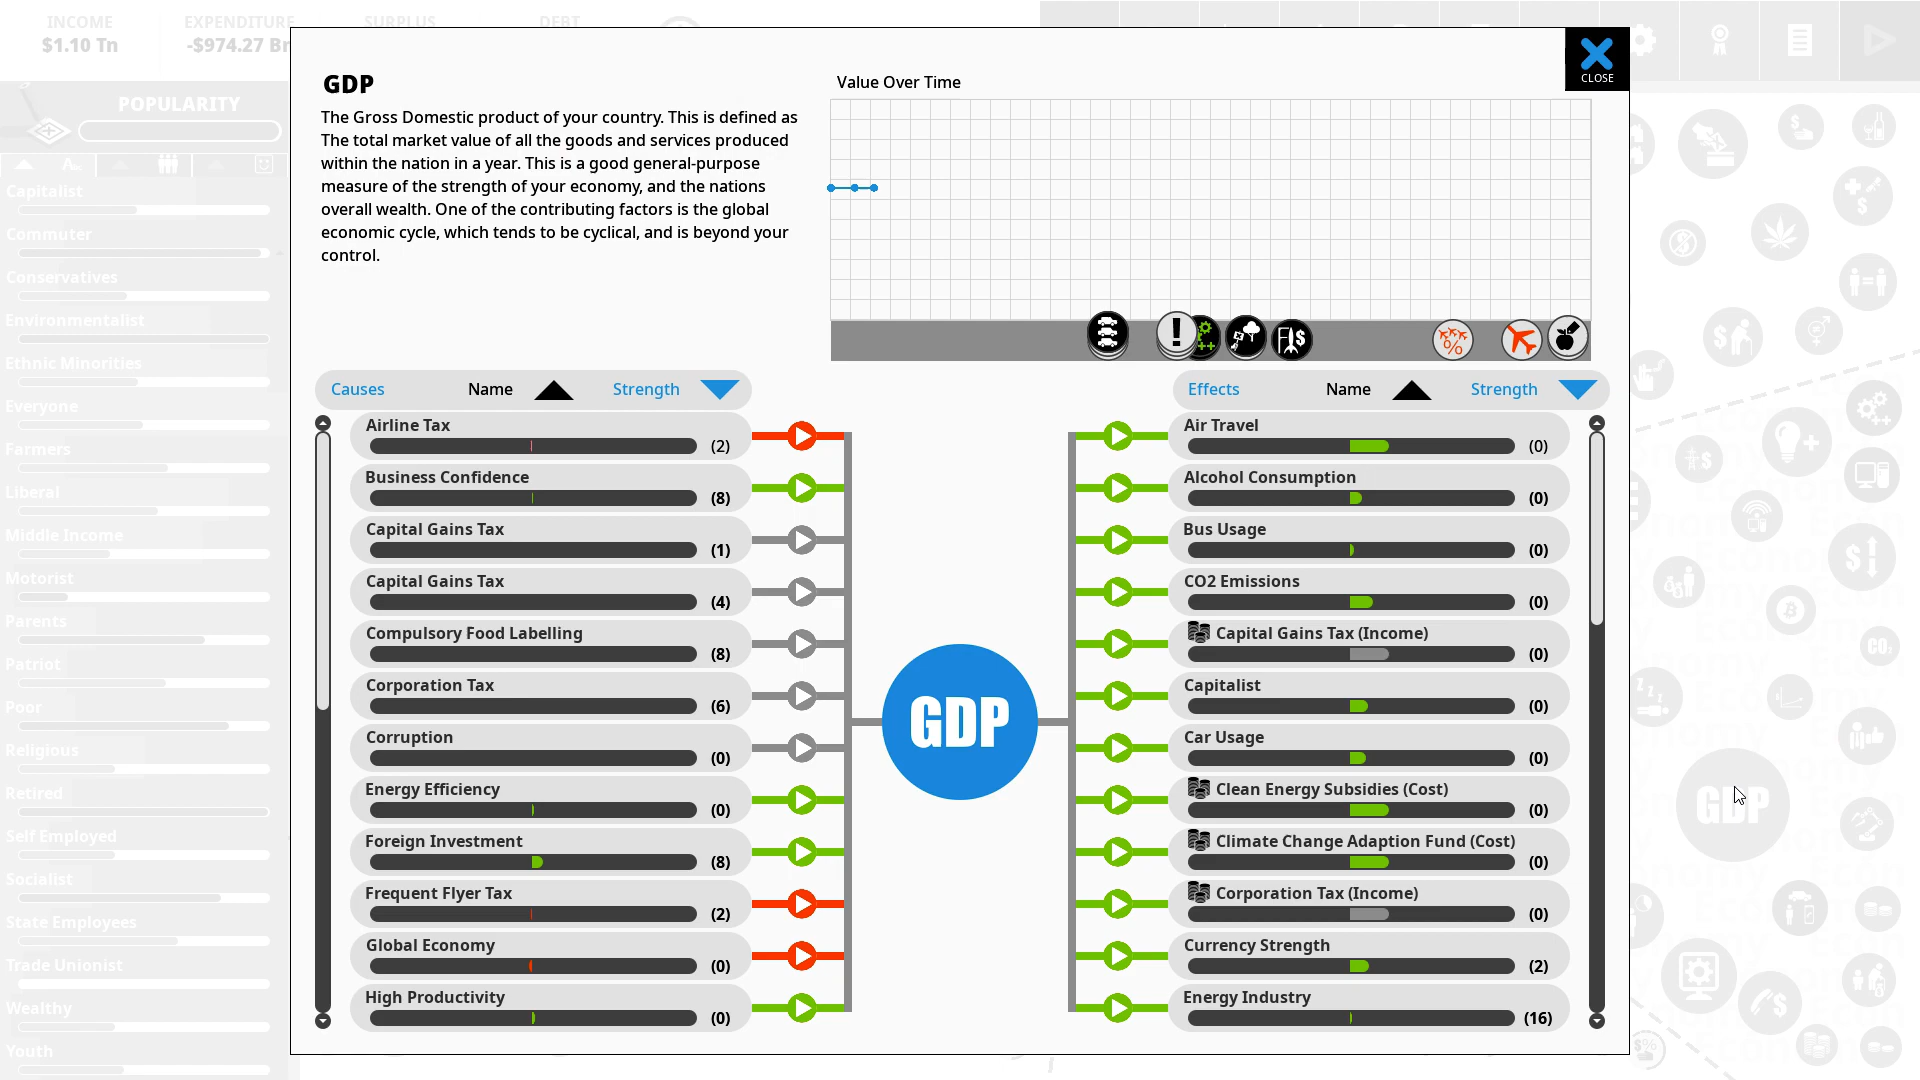 INCOME
$1.10 Tn
EXPENDITURE
-$974.27 Br
SURPLUS
DEBT
POPULARITY
Capitalist
Commuter
Conservatives
Environmentalist
Ethnic Minorities
Everyone
Farmers
Liberal
Middle Income
Motorist
Parents
Patriot
Poor
Religious
Retired
Self Employed
Socialist
State Employees
Trade Unionist
Wealthy
Youth
GDP
The Gross Domestic product of your country. This is defined as
The total market value of all the goods and services produced
within the nation in a year. This is a good general-purpose
measure of the strength of your economy, and the nations
overall wealth. One of the contributing factors is the global
economic cycle, which tends to be cyclical, and is beyond your
control.
Value Over Time
CLOSE
Causes Name Strength
Airline Tax
(2)
Business Confidence
(8)
Capital Gains Tax
(1)
Capital Gains Tax
(4)
Compulsory Food Labelling
(8)
Corporation Tax
(6)
Corruption
(0)
Energy Efficiency
(0)
Foreign Investment
(8)
Frequent Flyer Tax
(2)
Global Economy
(0)
High Productivity
(0)
GDP
Effects Name Strength
Air Travel
(0)
Alcohol Consumption
(0)
Bus Usage
(0)
CO2 Emissions
(0)
Capital Gains Tax (Income)
(0)
Capitalist
(0)
Car Usage
(0)
Clean Energy Subsidies (Cost)
(0)
Climate Change Adaption Fund (Cost)
(0)
Corporation Tax (Income)
(0)
Currency Strength
(2)
Energy Industry
(16)
CO₂
GDP